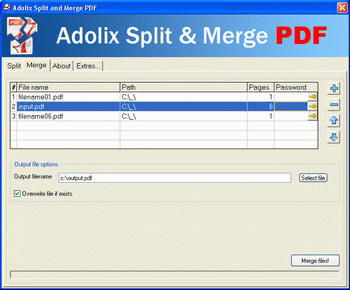 Adolix Split and Merge PDF
PDF
Adolix Split & Merge PDF
Split Merge About Extras...
# File name Path Pages Password
1 filename01.pdf C:\_\ 1
2 input.pdf C:\_\ 6
3 filename06.pdf C:\_\ 1
Output file options
Output filename c:\output.pdf Select file
Overwrite file if exists
Merge files!